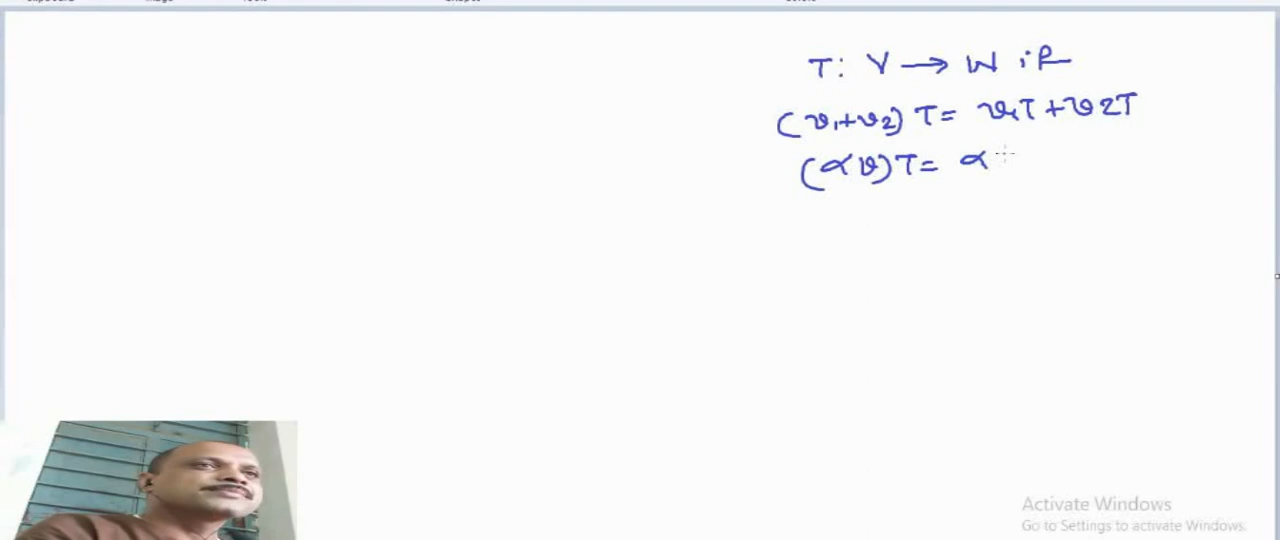 T: V → W if
(v₁+v₂) T = v₁T + v2T
(αv)T = α
Activate Windows
Go to Settings to activate Windows.